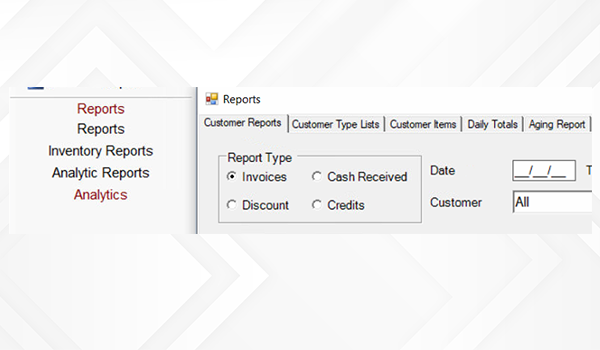 Reports
Reports
Inventory Reports
Analytic Reports
Analytics
Reports
Customer Reports Customer Type Lists Customer Items Daily Totals Aging Report
Report Type
Invoices Cash Received
Discount Credits
Date __/__/__ T
Customer All